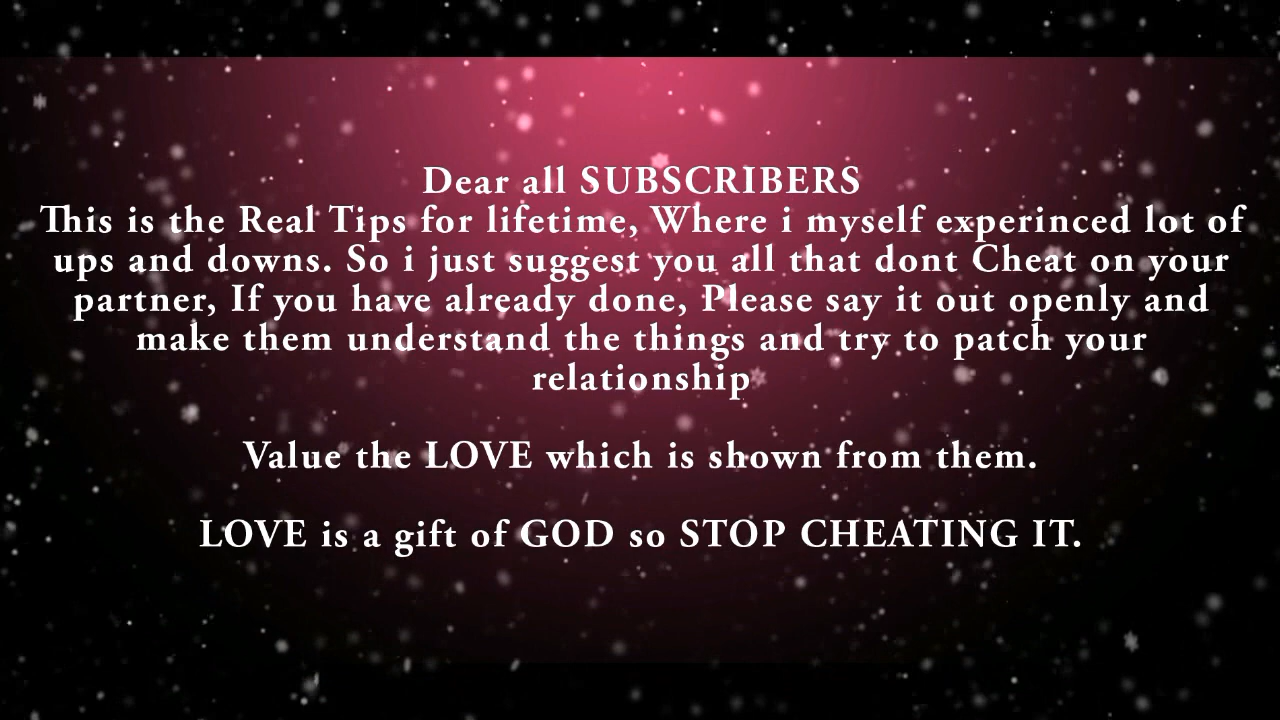 Dear all SUBSCRIBERS
This is the Real Tips for lifetime, Where i myself experinced lot of
ups and downs. So i just suggest you all that dont Cheat on your
partner, If you have already done, Please say it out openly and
make them understand the things and try to patch your
relationship
Value the LOVE which is shown from them.
LOVE is a gift of GOD so STOP CHEATING IT.